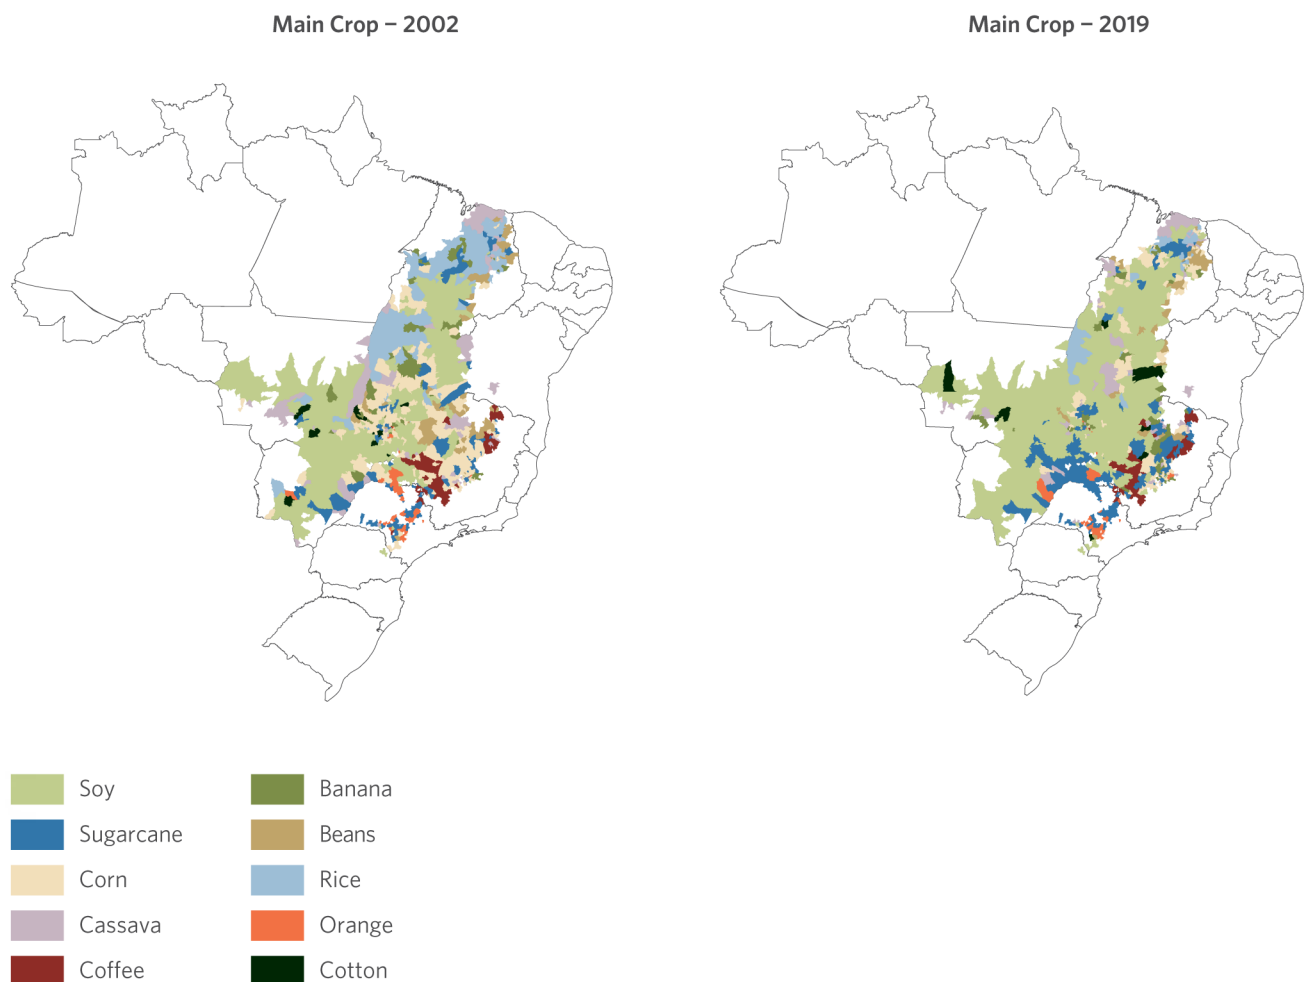 Main Crop – 2002
Main Crop – 2019
Soy
Banana
Sugarcane
Beans
Corn
Rice
Cassava
Orange
Coffee
Cotton